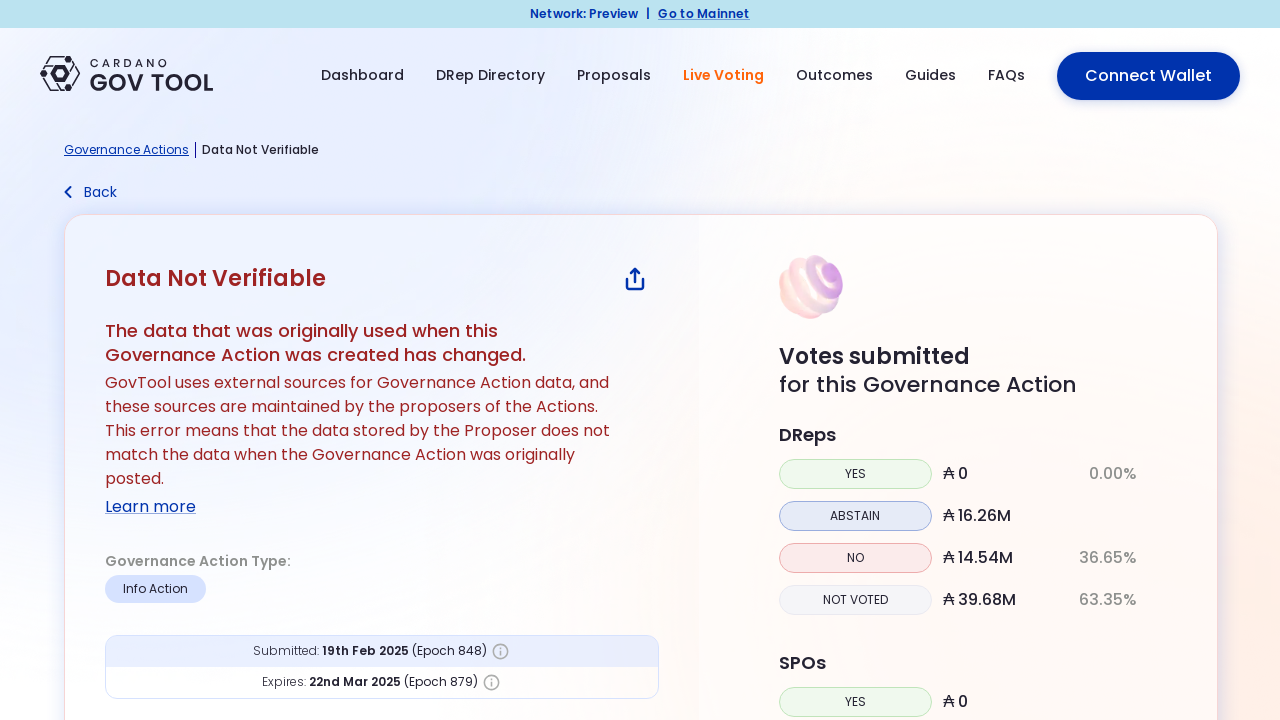 Network: Preview | Go to Mainnet
CARDANO
GOV TOOL
Dashboard
DRep Directory
Proposals
Live Voting
Outcomes
Guides
FAQs
Connect Wallet
Governance Actions | Data Not Verifiable
Back
Data Not Verifiable
The data that was originally used when this
Governance Action was created has changed.
GovTool uses external sources for Governance Action data, and
these sources are maintained by the proposers of the Actions.
This error means that the data stored by the Proposer does not
match the data when the Governance Action was originally
posted.
Learn more
Governance Action Type:
Info Action
Submitted: 19th Feb 2025 (Epoch 848)
Expires: 22nd Mar 2025 (Epoch 879)
Votes submitted
for this Governance Action
DReps
YES ₳ 0 0.00%
ABSTAIN ₳ 16.26M
NO ₳ 14.54M 36.65%
NOT VOTED ₳ 39.68M 63.35%
SPOs
YES ₳ 0